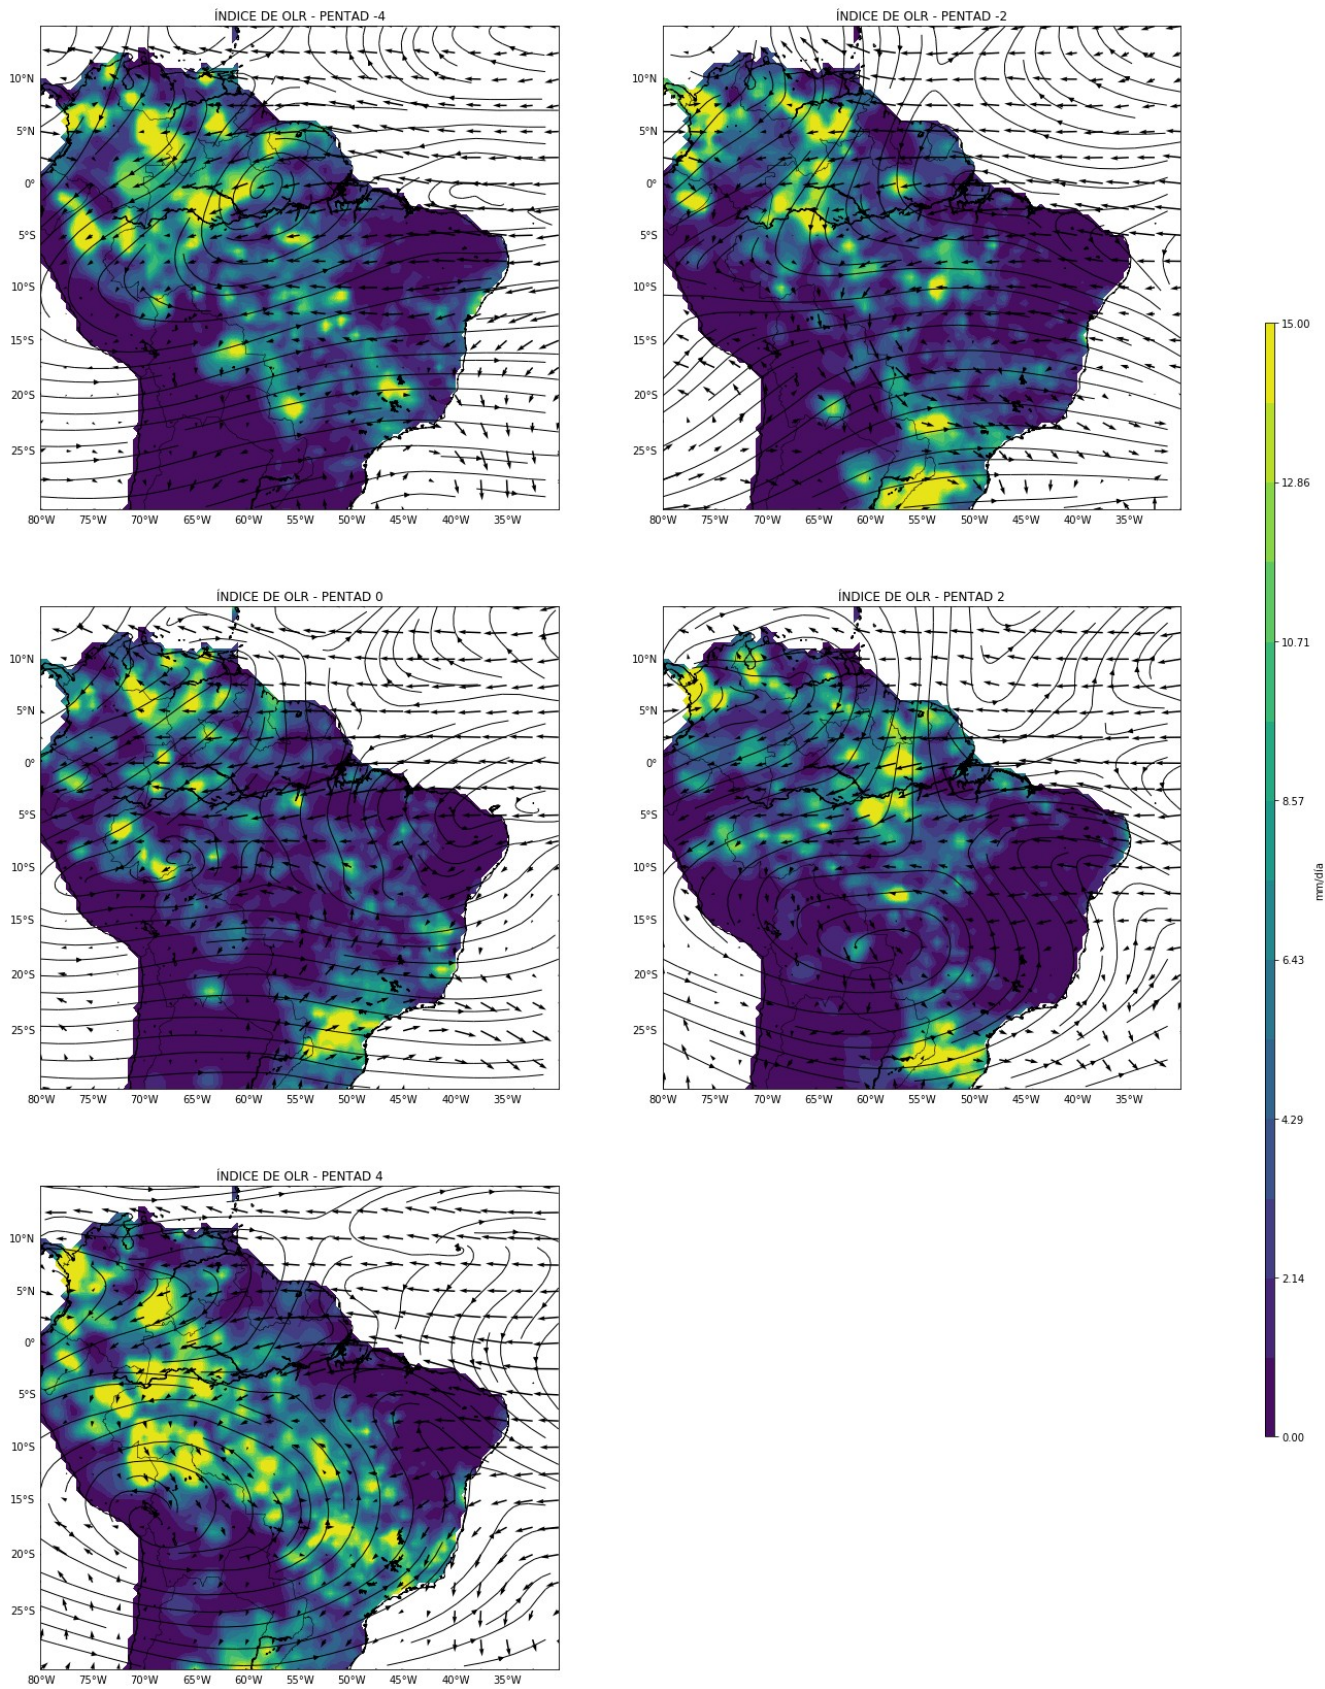 ÍNDICE DE OLR - PENTAD -4
10°N
5°N
0°
5°S
10°S
15°S
20°S
25°S
80°W 75°W 70°W 65°W 60°W 55°W 50°W 45°W 40°W 35°W
ÍNDICE DE OLR - PENTAD -2
10°N
5°N
0°
5°S
10°S
15°S
20°S
25°S
80°W 75°W 70°W 65°W 60°W 55°W 50°W 45°W 40°W 35°W
ÍNDICE DE OLR - PENTAD 0
10°N
5°N
0°
5°S
10°S
15°S
20°S
25°S
80°W 75°W 70°W 65°W 60°W 55°W 50°W 45°W 40°W 35°W
ÍNDICE DE OLR - PENTAD 2
10°N
5°N
0°
5°S
10°S
15°S
20°S
25°S
80°W 75°W 70°W 65°W 60°W 55°W 50°W 45°W 40°W 35°W
ÍNDICE DE OLR - PENTAD 4
10°N
5°N
0°
5°S
10°S
15°S
20°S
25°S
80°W 75°W 70°W 65°W 60°W 55°W 50°W 45°W 40°W 35°W
15.00
12.86
10.71
8.57
6.43
4.29
2.14
0.00
mm/día